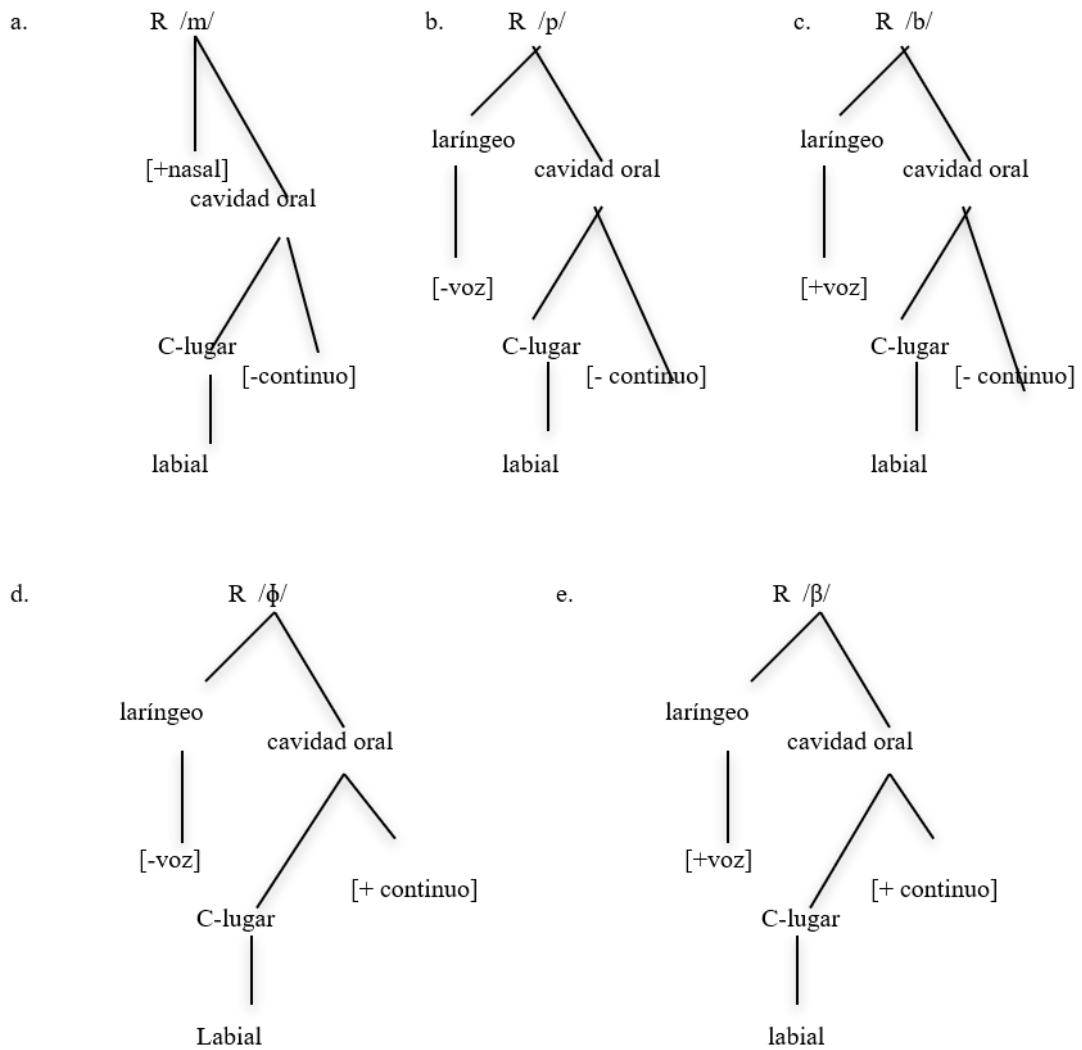 a. R /m/ b. R /p/ c. R /b/
laríngeo laríngeo
[+nasal] cavidad oral cavidad oral
cavidad oral
[-voz] [+voz]
C-lugar C-lugar C-lugar
[-continuo] [- continuo] [- continuo]
labial labial labial
d. R /ɸ/ e. R /β/
laríngeo laríngeo
cavidad oral cavidad oral
[-voz] [+voz]
[+ continuo] [+ continuo]
C-lugar C-lugar
Labial labial